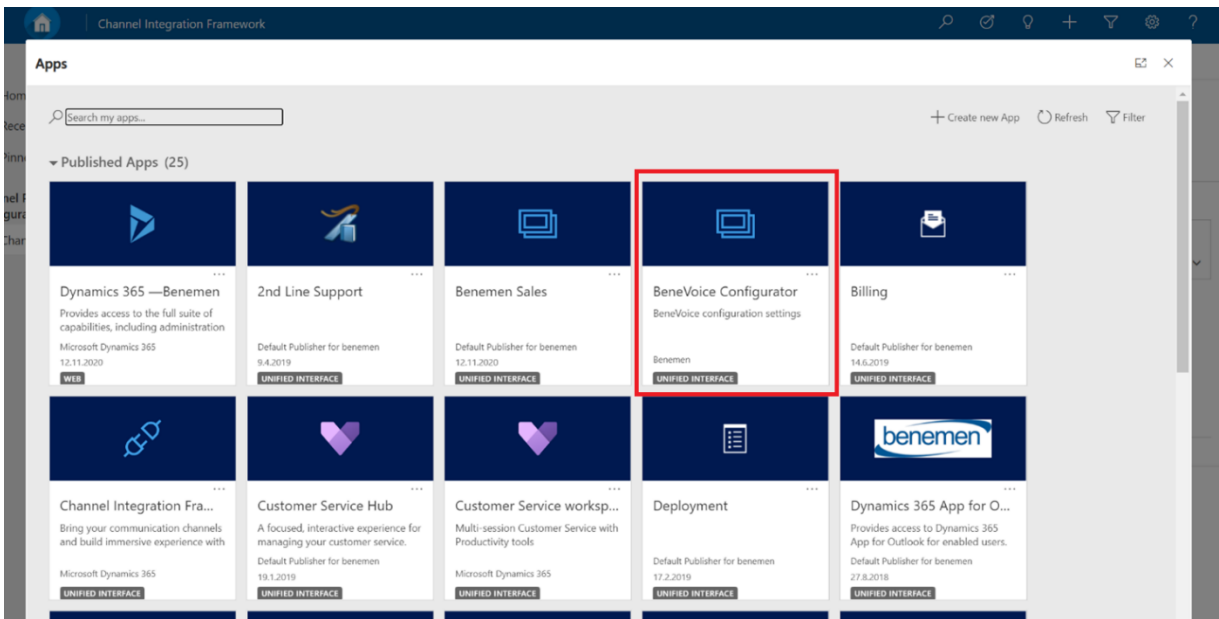 Channel Integration Framework
?
Apps
Search my apps...
Create new App
Refresh
Filter
Published Apps (25)
Dynamics 365 —Benemen
Provides access to the full suite of
capabilities, including administration
Microsoft Dynamics 365
12.11.2020
WEB
2nd Line Support
Default Publisher for benemen
9.4.2019
UNIFIED INTERFACE
Benemen Sales
Default Publisher for benemen
12.11.2020
UNIFIED INTERFACE
BeneVoice Configurator
BeneVoice configuration settings
Benemen
UNIFIED INTERFACE
Billing
Default Publisher for benemen
14.6.2019
UNIFIED INTERFACE
Channel Integration Fra...
Bring your communication channels
and build immersive experience with
Microsoft Dynamics 365
UNIFIED INTERFACE
Customer Service Hub
A focused, interactive experience for
managing your customer service.
Default Publisher for benemen
19.1.2019
UNIFIED INTERFACE
Customer Service worksp...
Multi-session Customer Service with
Productivity tools
Microsoft Dynamics 365
UNIFIED INTERFACE
Deployment
Default Publisher for benemen
17.2.2019
UNIFIED INTERFACE
benemen
Dynamics 365 App for O...
Provides access to Dynamics 365
App for Outlook for enabled users.
Default Publisher for benemen
27.8.2018
UNIFIED INTERFACE